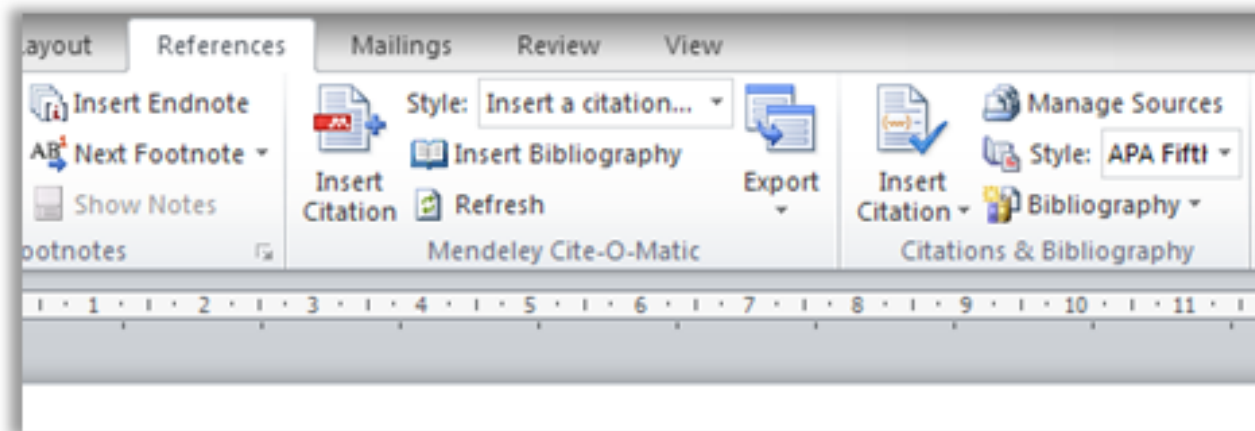 ayout References Mailings Review View
Insert Endnote
AB Next Footnote
Show Notes
ootnotes
Insert
Citation
Style: Insert a citation...
Insert Bibliography
Refresh
Export
Mendeley Cite-O-Matic
Insert
Citation
Manage Sources
Style: APA Fifth
Bibliography
Citations & Bibliography
1 2 3 4 5 6 7 8 9 10 11